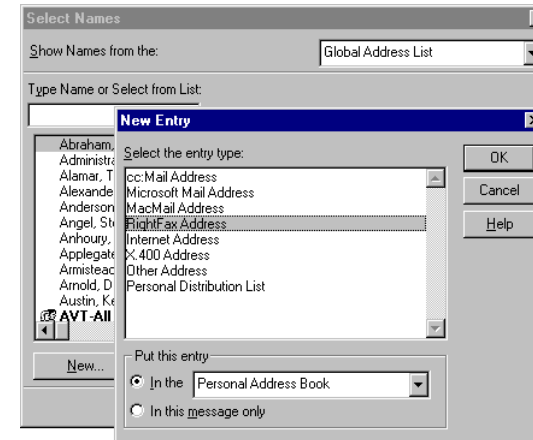 Select Names
Show Names from the:
Global Address List
Type Name or Select from List:
New Entry
Abraham,
Administra
Alamar, T
Alexande
Anderson
Angel, St
Anhoury,
Applegate
Armistead
Arnold, D
Austin, Ke
AVT-All
New...
Select the entry type:
cc:Mail Address
Microsoft Mail Address
MacMail Address
RightFax Address
Internet Address
X.400 Address
Other Address
Personal Distribution List
OK
Cancel
Help
Put this entry
In the
Personal Address Book
In this message only